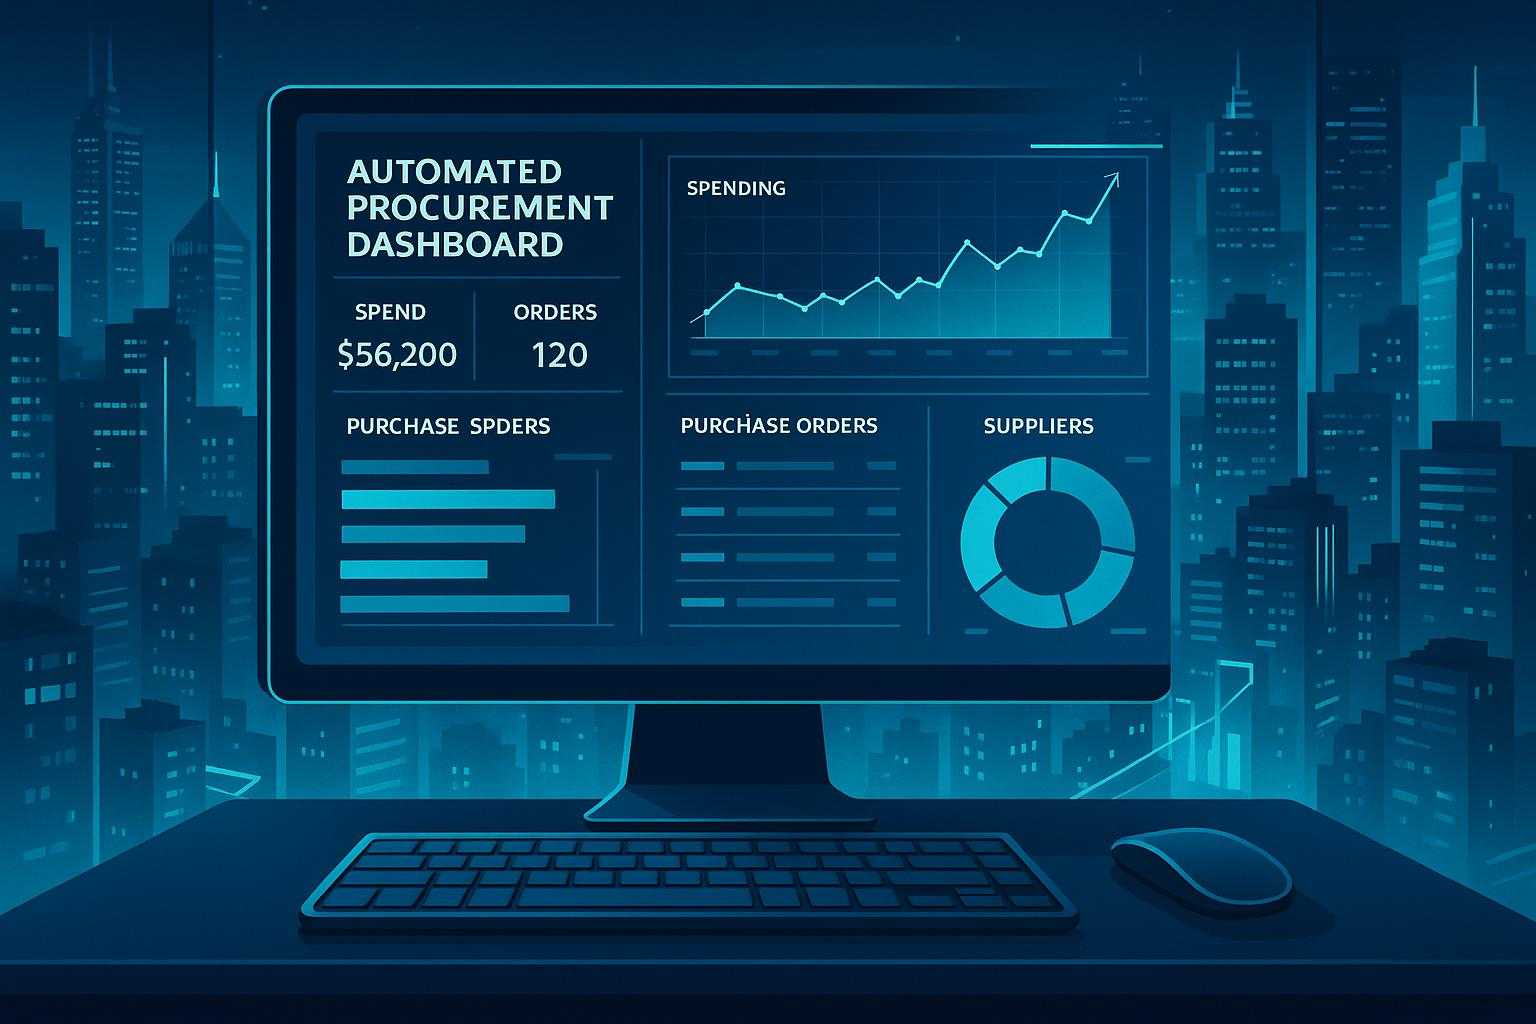 AUTOMATED
PROCUREMENT
DASHBOARD
SPEND
ORDERS
$56,200
120
SPENDING
PURCHASE SPDERS
PURCHASE ORDERS
SUPPLIERS